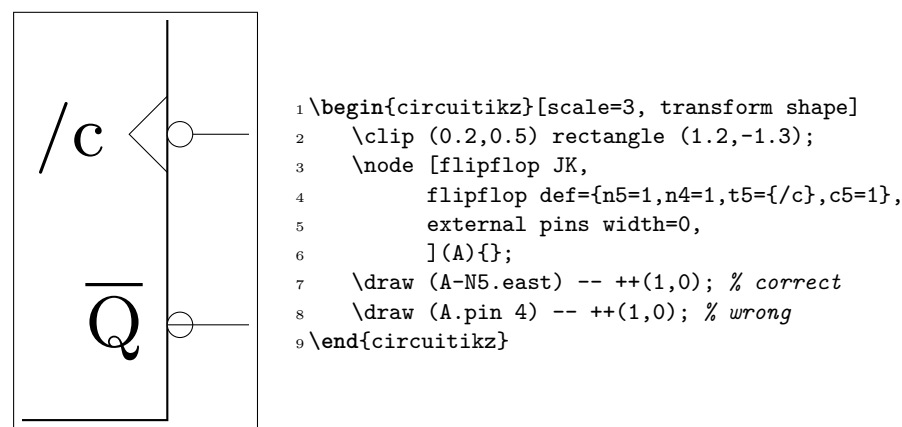 /c
Q
1 \begin{circuitikz}[scale=3, transform shape]
2 \clip (0.2,0.5) rectangle (1.2,-1.3);
3 \node [flipflop JK,
4 flipflop def={n5=1,n4=1,t5={/c},c5=1},
5 external pins width=0,
6 ](A){};
7 \draw (A-N5.east) -- ++(1,0); % correct
8 \draw (A.pin 4) -- ++(1,0); % wrong
9 \end{circuitikz}